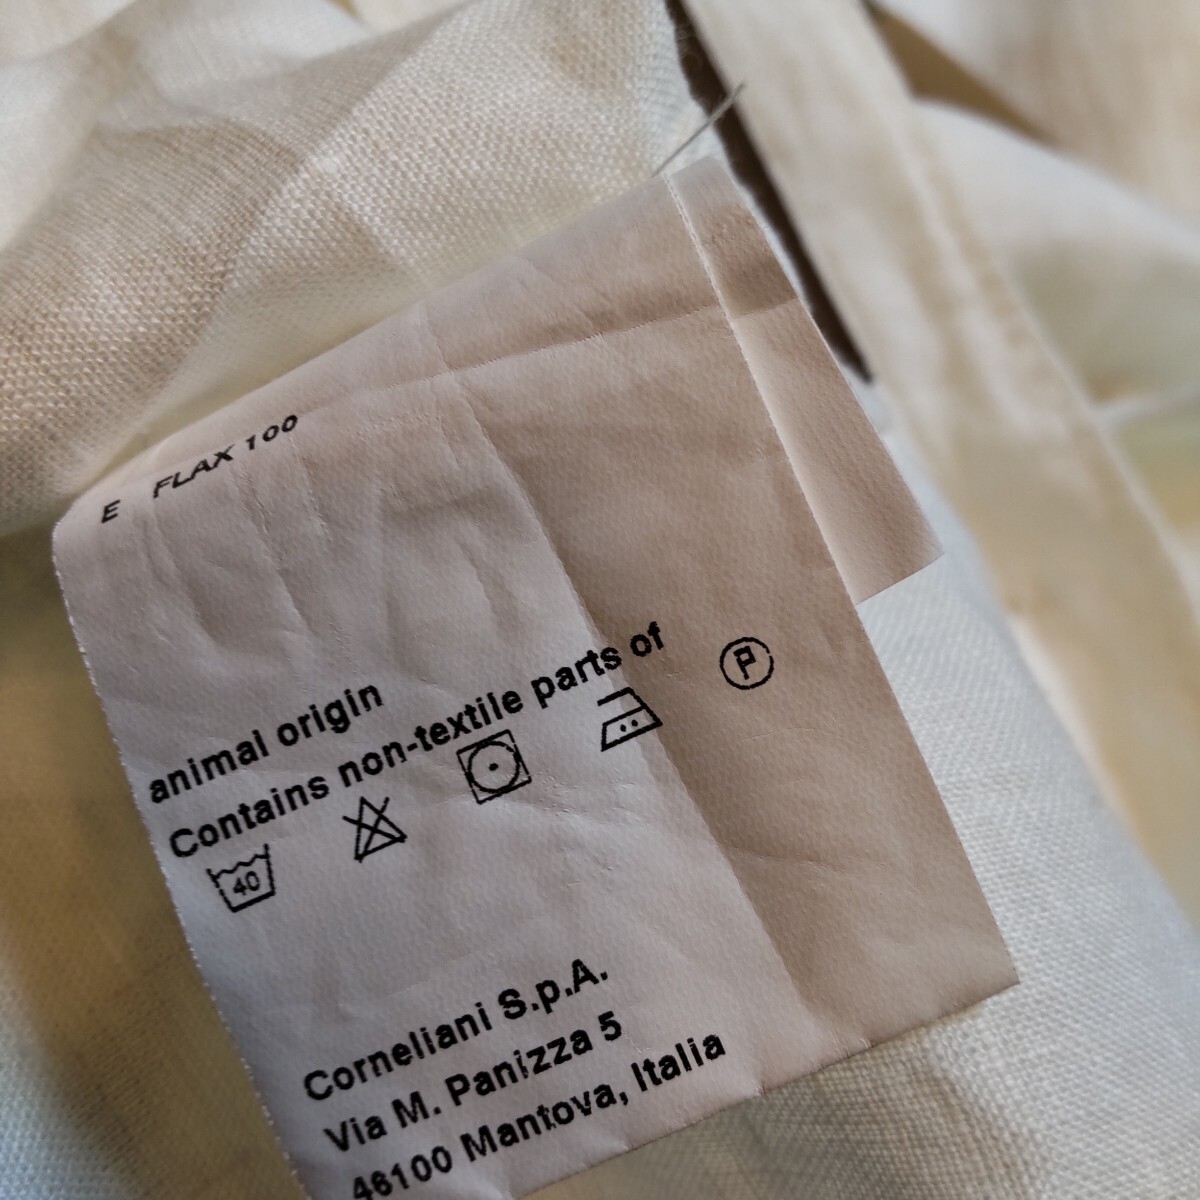 E FLAX 100
animal origin
Contains non-textile parts of
40
P
Corneliani S.p.A.
Via M. Panizza 5
46100 Mantova, Italia